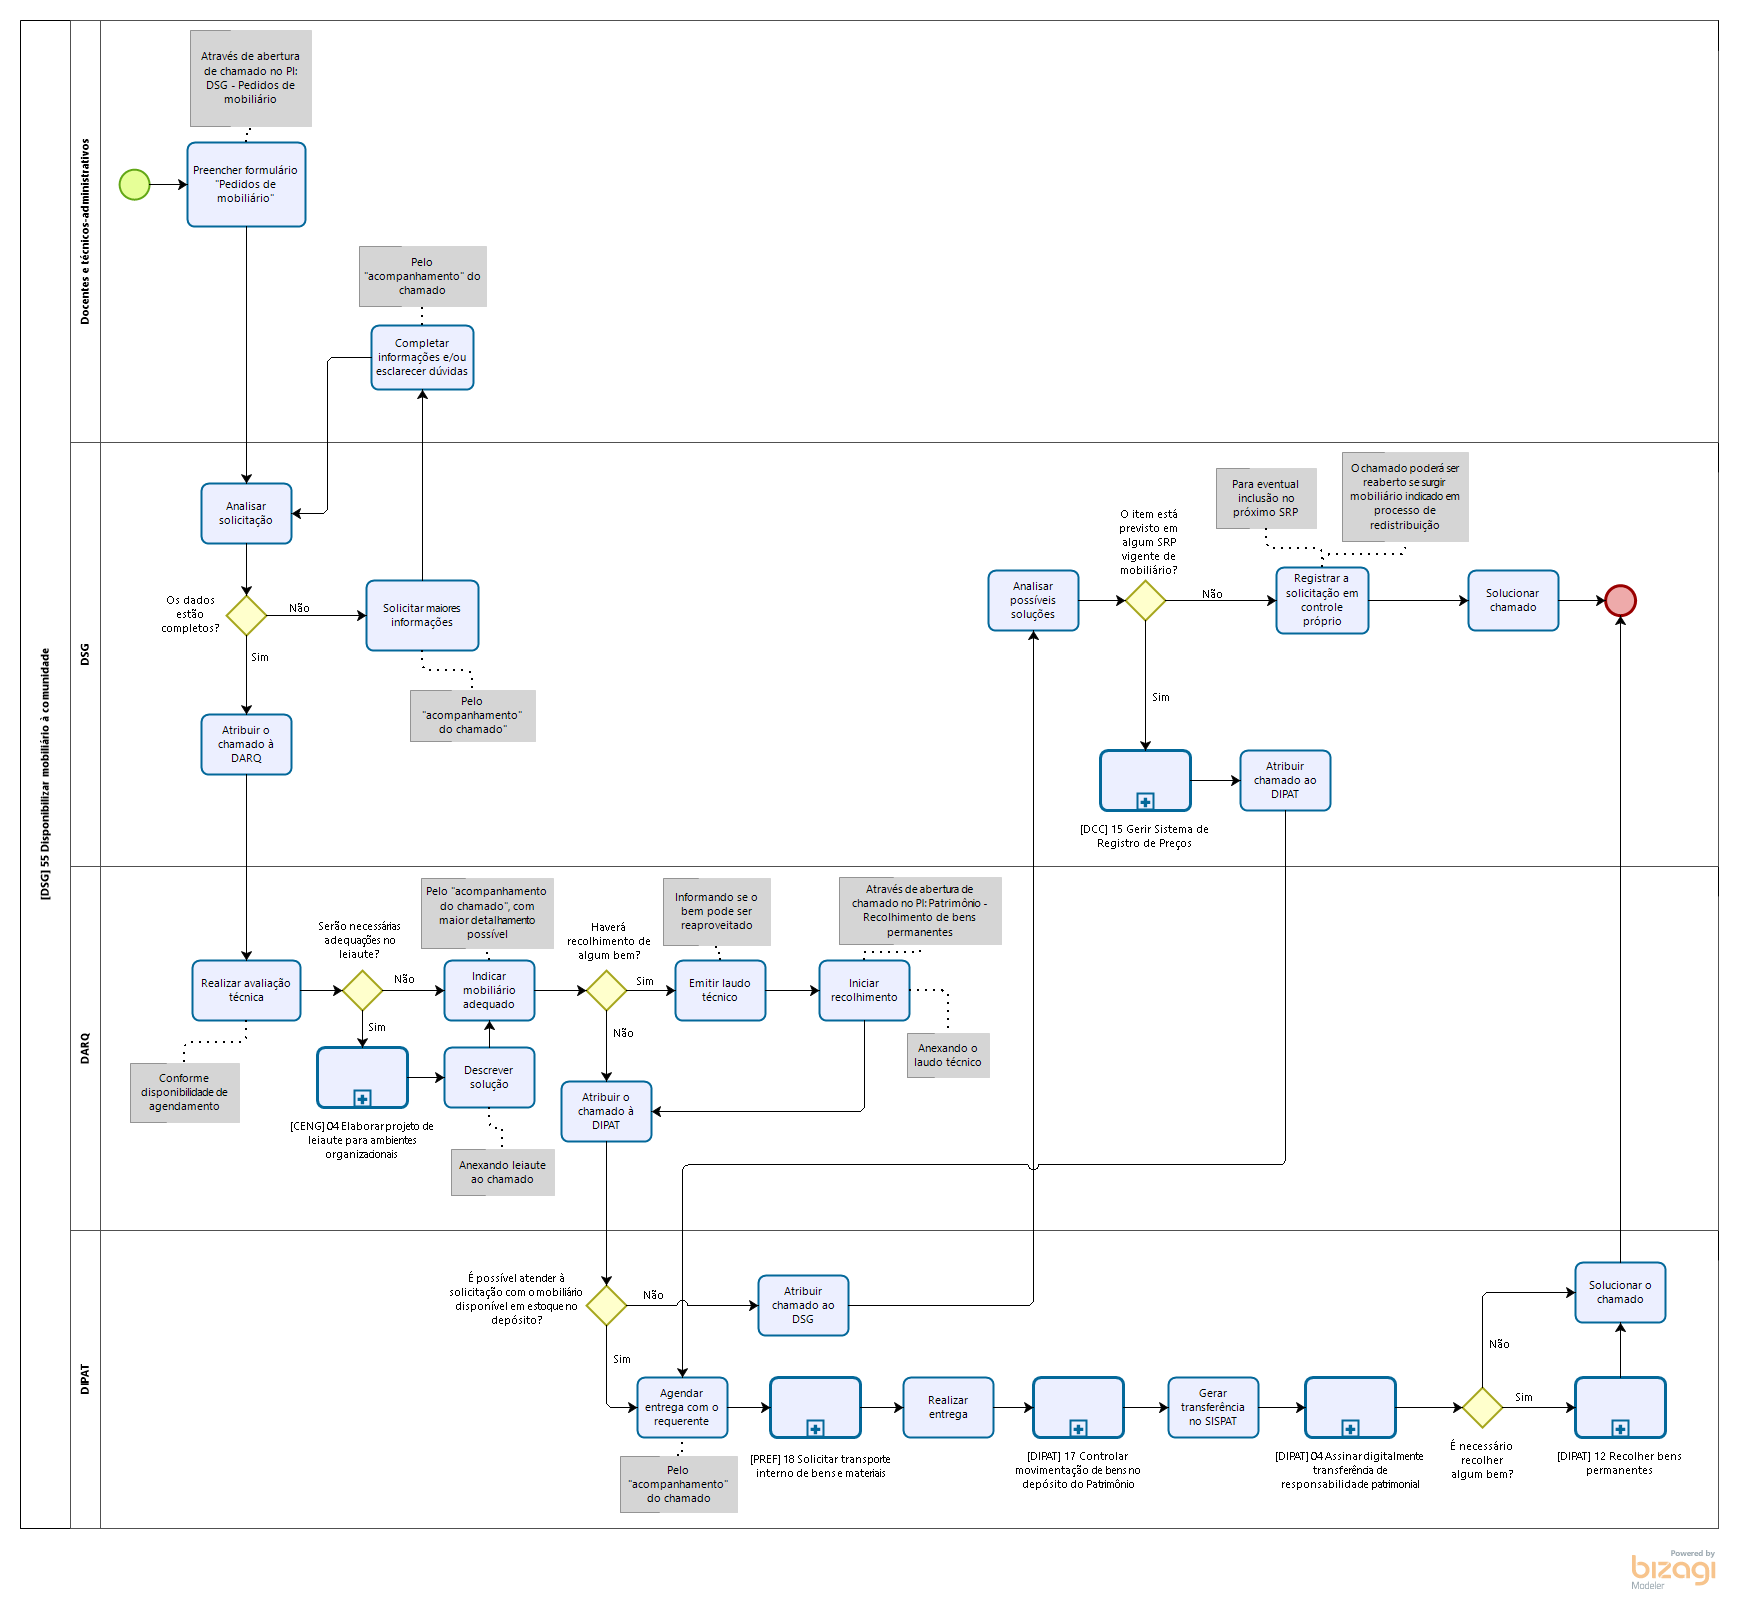 [DSG] 55 Disponibilizar mobiliário à comunidade
Docentes e técnicos-administrativos
Através de abertura
de chamado no PI:
DSG - Pedidos de
mobiliário
Preencher formulário
"Pedidos de
mobiliário"
Pelo
"acompanhamento" do
chamado
Completar
informações e/ou
esclarecer dúvidas
DSG
Analisar
solicitação
Os dados
estão
completos?
Não
Sim
Solicitar maiores
informações
Pelo
"acompanhamento"
do chamado"
Atribuir o
chamado à
DARQ
Analisar
possíveis
soluções
O item está
previsto em
algum SRP
vigente de
mobiliário?
Não
Sim
Para eventual
inclusão no
próximo SRP
O chamado poderá ser
reaberto se surgir
mobiliário indicado em
processo de
redistribuição
Registrar a
solicitação em
controle
próprio
Solucionar
chamado
[DCC] 15 Gerir Sistema de
Registro de Preços
Atribuir
chamado ao
DIPAT
DARQ
Realizar avaliação
técnica
Conforme
disponibilidade de
agendamento
Serão necessárias
adequações no
leiaute?
Não
Sim
[CENG] 04 Elaborar projeto de
leiaute para ambientes
organizacionais
Pelo "acompanhamento
do chamado", com
maior detalhamento
possível
Indicar
mobiliário
adequado
Descrever
solução
Anexando leiaute
ao chamado
Haverá
recolhimento de
algum bem?
Sim
Não
Informando se o
bem pode ser
reaproveitado
Emitir laudo
técnico
Através de abertura de
chamado no PI: Patrimônio -
Recolhimento de bens
permanentes
Iniciar
recolhimento
Anexando o
laudo técnico
Atribuir o
chamado à
DIPAT
DIPAT
É possível atender à
solicitação com o mobiliário
disponível em estoque no
depósito?
Não
Sim
Atribuir
chamado ao
DSG
Agendar
entrega com o
requerente
Pelo
"acompanhamento"
do chamado
[PREF] 18 Solicitar transporte
interno de bens e materiais
Realizar
entrega
[DIPAT] 17 Controlar
movimentação de bens no
depósito do Patrimônio
Gerar
transferência
no SISPAT
[DIPAT] 04 Assinar digitalmente
transferência de
responsabilidade patrimonial
É necessário
recolher
algum bem?
Não
Sim
[DIPAT] 12 Recolher bens
permanentes
Solucionar o
chamado
Powered by
bizagi
Modeler